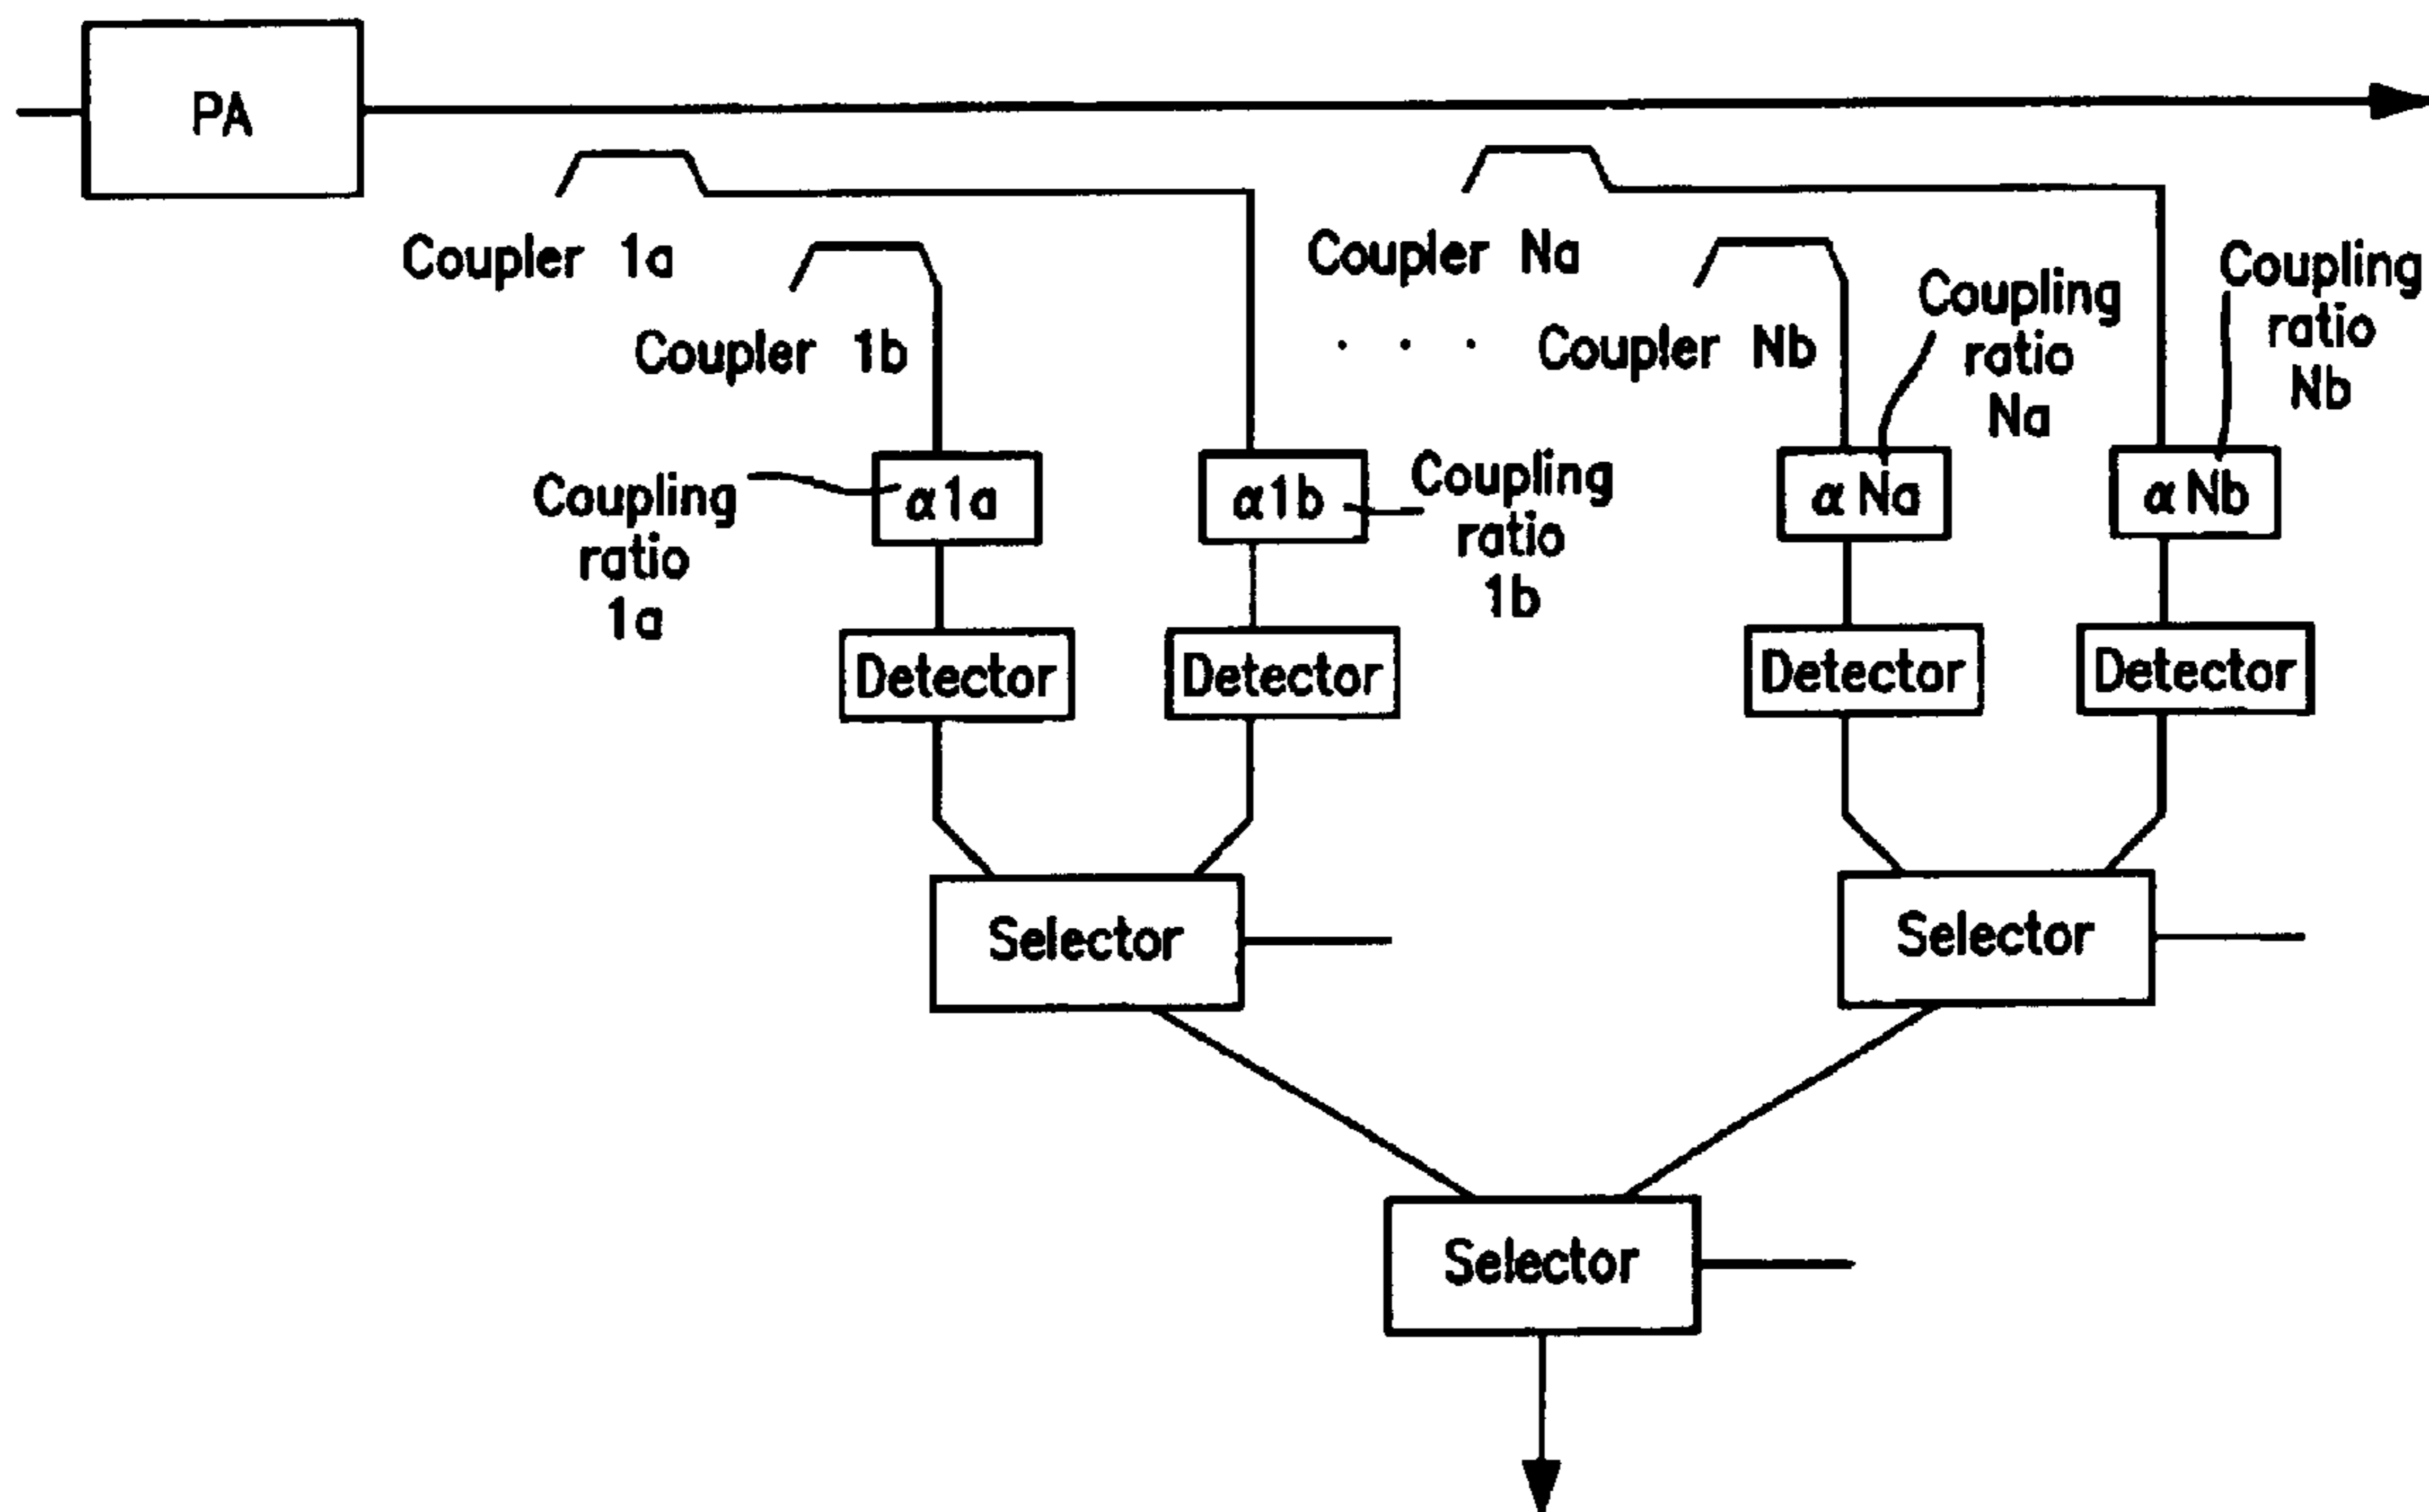 PA
Coupler 1a
Coupler 1b
Coupler Na
. . .
Coupler Nb
Coupling
ratio
Na
Coupling
ratio
Nb
Coupling
ratio
1a
α1a
α1b
Coupling
ratio
1b
α Na
α Nb
Detector
Detector
Detector
Detector
Selector
Selector
Selector